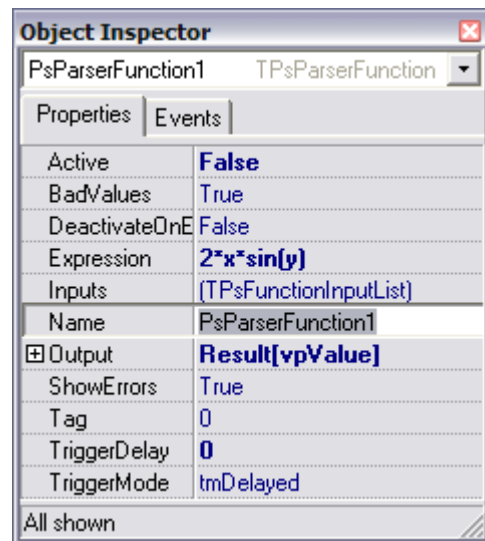 Object Inspector
PsParserFunction1 TPsParserFunction
Properties Events
Active False
BadValues True
DeactivateOnE False
Expression 2*x*sin(y)
Inputs (TPsFunctionInputList)
Name PsParserFunction1
Output Result[vpValue]
ShowErrors True
Tag 0
TriggerDelay 0
TriggerMode tmDelayed
All shown